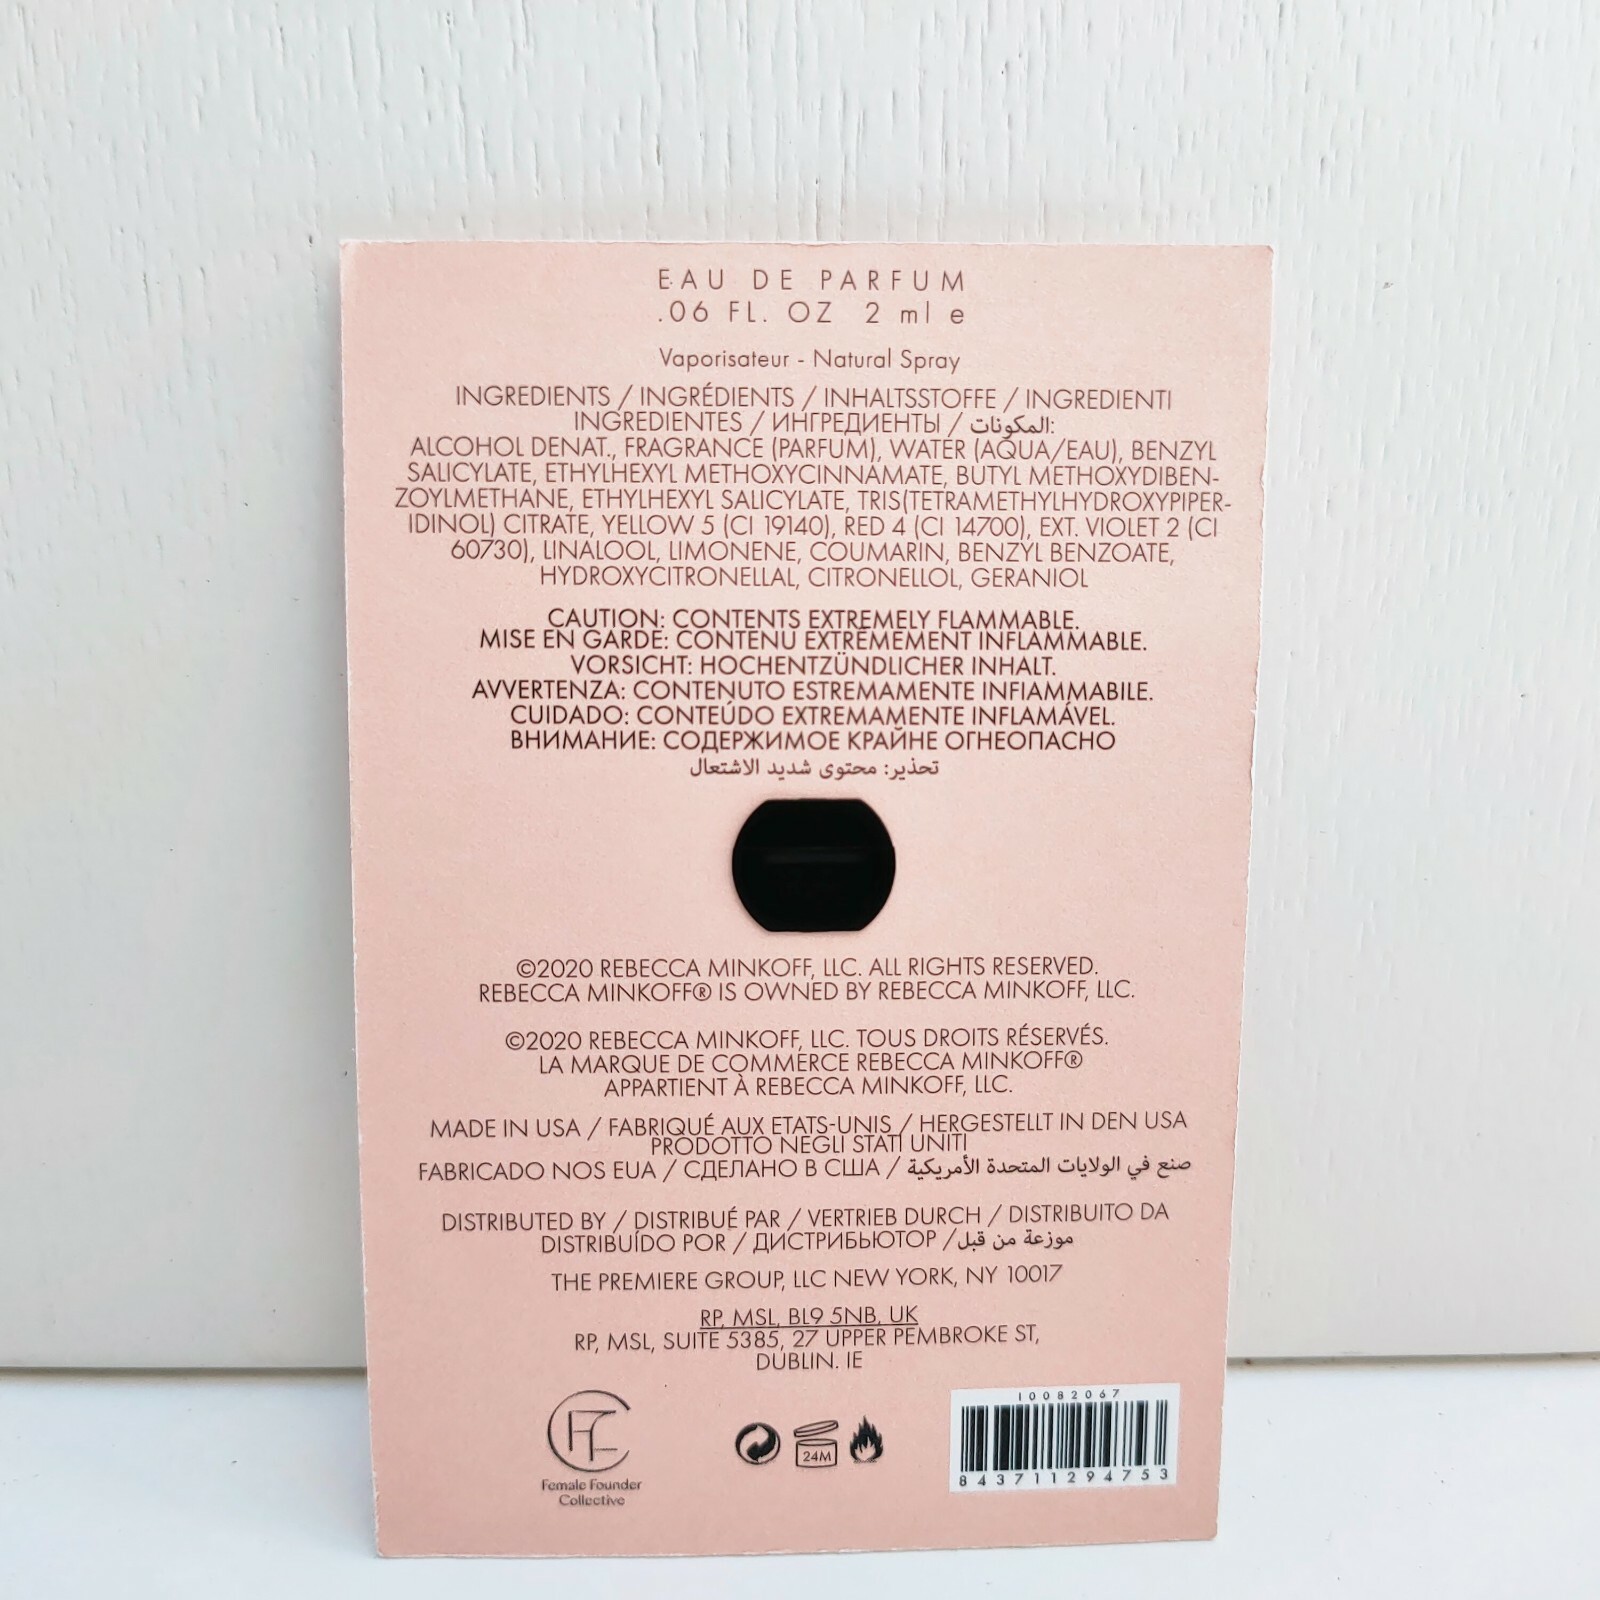 EAU DE PARFUM
.06 FL. OZ 2 ml e
Vaporisateur - Natural Spray
INGREDIENTS / INGRÉDIENTS / INHALTSSTOFFE / INGREDIENTI
INGREDIENTES / ИНГРЕДИЕНТЫ / المكونات:
ALCOHOL DENAT., FRAGRANCE (PARFUM), WATER (AQUA/EAU), BENZYL
SALICYLATE, ETHYLHEXYL METHOXYCINNAMATE, BUTYL METHOXYDIBEN-
ZOYLMETHANE, ETHYLHEXYL SALICYLATE, TRIS(TETRAMETHYLHYDROXYPIPER-
IDINOL) CITRATE, YELLOW 5 (CI 19140), RED 4 (CI 14700), EXT. VIOLET 2 (CI
60730), LINALOOL, LIMONENE, COUMARIN, BENZYL BENZOATE,
HYDROXYCITRONELLAL, CITRONELLOL, GERANIOL
CAUTION: CONTENTS EXTREMELY FLAMMABLE.
MISE EN GARDE: CONTENU EXTRÊMEMENT INFLAMMABLE.
VORSICHT: HOCHENTZÜNDLICHER INHALT.
AVVERTENZA: CONTENUTO ESTREMAMENTE INFIAMMABILE.
CUIDADO: CONTEÚDO EXTREMAMENTE INFLAMÁVEL.
ВНИМАНИЕ: СОДЕРЖИМОЕ КРАЙНЕ ОГНЕОПАСНО
تحذير: محتوى شديد الاشتعال
©2020 REBECCA MINKOFF, LLC. ALL RIGHTS RESERVED.
REBECCA MINKOFF® IS OWNED BY REBECCA MINKOFF, LLC.
©2020 REBECCA MINKOFF, LLC. TOUS DROITS RÉSERVÉS.
LA MARQUE DE COMMERCE REBECCA MINKOFF®
APPARTIENT À REBECCA MINKOFF, LLC.
MADE IN USA / FABRIQUÉ AUX ETATS-UNIS / HERGESTELLT IN DEN USA
PRODOTTO NEGLI STATI UNITI
FABRICADO NOS EUA / СДЕЛАНО В США / صنع في الولايات المتحدة الأمريكية
DISTRIBUTED BY / DISTRIBUÉ PAR / VERTRIEB DURCH / DISTRIBUITO DA
DISTRIBUÍDO POR / ДИСТРИБЬЮТОР / موزعة من قبل
THE PREMIERE GROUP, LLC NEW YORK, NY 10017
RP, MSL, BL9 5NB, UK
RP, MSL, SUITE 5385, 27 UPPER PEMBROKE ST,
DUBLIN. IE
Female Founder
Collective
24M
10082067
843711294753